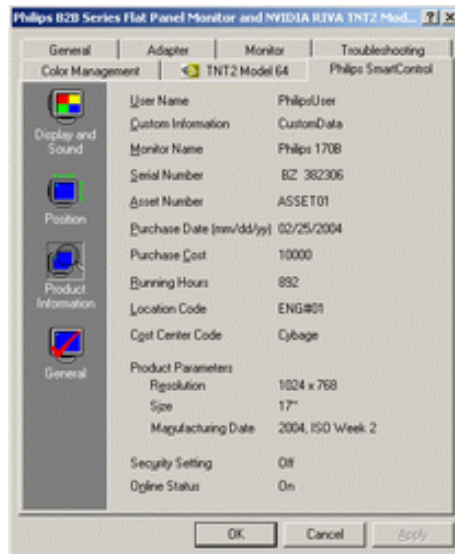 Philips B2B Series Flat Panel Monitor and NVIDIA RIVA TNT2 Mod... ? X
General Adapter Monitor Troubleshooting
Color Management TNT2 Model 64 Philips SmartControl
Display and
Sound
Position
Product
Information
General
User Name PhilipsUser
Custom Information CustomData
Monitor Name Philips 170B
Serial Number BZ 382306
Asset Number ASSET01
Purchase Date (mm/dd/yy) 02/25/2004
Purchase Cost 10000
Running Hours 892
Location Code ENG#01
Cost Center Code Cybage
Product Parameters
Resolution 1024 x 768
Size 17"
Manufacturing Date 2004, ISO Week 2
Security Setting Off
Online Status On
OK Cancel Apply